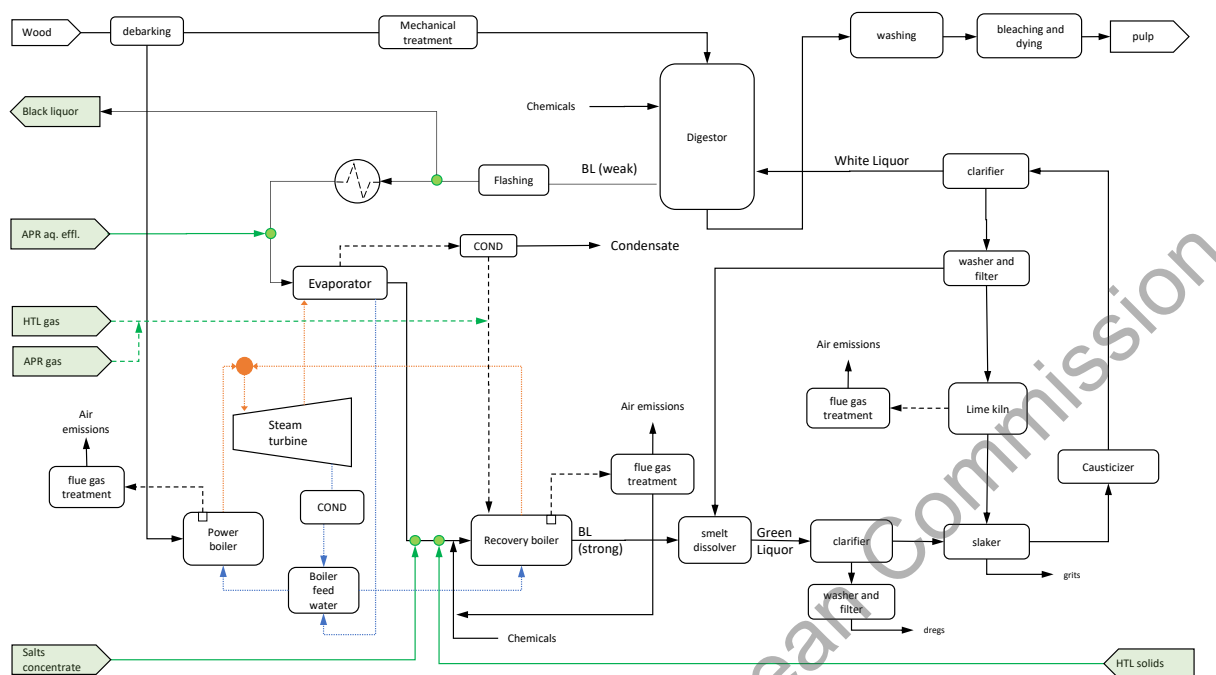 Wood
debarking
Mechanical
treatment
washing
bleaching and
dying
pulp
Black liquor
Chemicals
Digestor
BL (weak)
Flashing
White Liquor
clarifier
APR aq. effl.
COND
Condensate
Evaporator
washer and
filter
HTL gas
APR gas
Air emissions
flue gas
treatment
Lime kiln
Steam
turbine
Air
emissions
Air emissions
flue gas
treatment
flue gas
treatment
Causticizer
COND
Power
boiler
Recovery boiler
BL
(strong)
smelt
dissolver
Green
Liquor
clarifier
slaker
grits
Boiler
feed
water
washer and
filter
dregs
Chemicals
Salts
concentrate
HTL solids
ean Commission